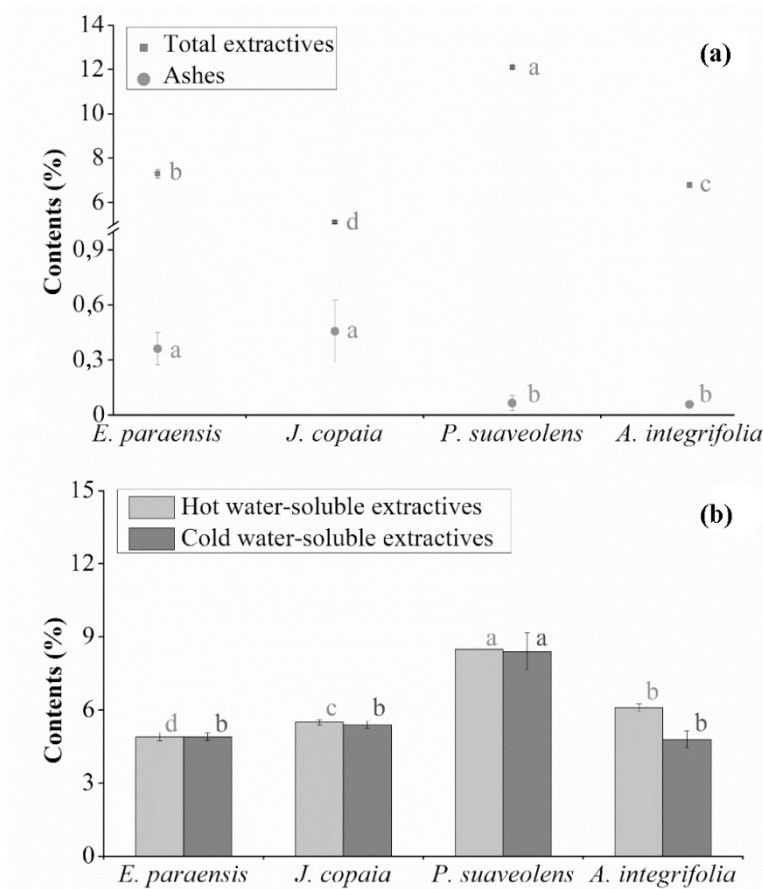 14
Total extractives
Ashes
(a)
12
a
8
b
6
c
d
Contents (%)
0,9
0,6
0,3
a
a
b
b
0
E. paraensis J. copaia P. suaveolens A. integrifolia
15
Hot water-soluble extractives
Cold water-soluble extractives
(b)
12
Contents (%)
9
a a
6
d b c b b b
3
0
E. paraensis J. copaia P. suaveolens A. integrifolia